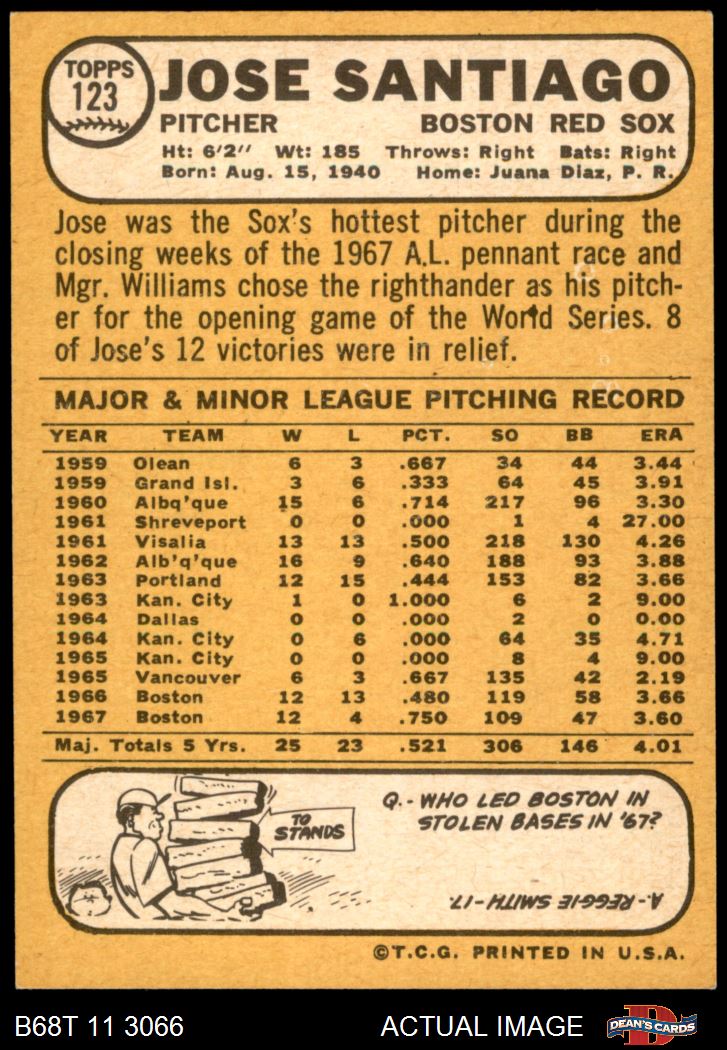 TOPPS
123
JOSE SANTIAGO
PITCHER BOSTON RED SOX
Ht: 6'2" Wt: 185 Throws: Right Bats: Right
Born: Aug. 15, 1940 Home: Juana Diaz, P. R.
Jose was the Sox's hottest pitcher during the
closing weeks of the 1967 A.L. pennant race and
Mgr. Williams chose the righthander as his pitch-
er for the opening game of the World Series. 8
of Jose's 12 victories were in relief.
MAJOR & MINOR LEAGUE PITCHING RECORD
YEAR TEAM W L PCT. SO BB ERA
1959 Olean 6 3 .667 34 44 3.44
1959 Grand Isl. 3 6 .333 64 45 3.91
1960 Albq'que 15 6 .714 217 96 3.30
1961 Shreveport 0 0 .000 1 4 27.00
1961 Visalia 13 13 .500 218 130 4.26
1962 Alb'q'que 16 9 .640 188 93 3.88
1963 Portland 12 15 .444 153 82 3.66
1963 Kan. City 1 0 1.000 6 2 9.00
1964 Dallas 0 0 .000 2 0 0.00
1964 Kan. City 0 6 .000 64 35 4.71
1965 Kan. City 0 0 .000 8 4 9.00
1965 Vancouver 6 3 .667 135 42 2.19
1966 Boston 12 13 .480 119 58 3.66
1967 Boston 12 4 .750 109 47 3.60
Maj. Totals 5 Yrs. 25 23 .521 306 146 4.01
TO
STANDS
Q.-WHO LED BOSTON IN
STOLEN BASES IN '67?
A-REGGIE SMITH-17.
©T.C.G. PRINTED IN U.S.A.
B68T 11 3066 ACTUAL IMAGE
DEAN'S CARDS